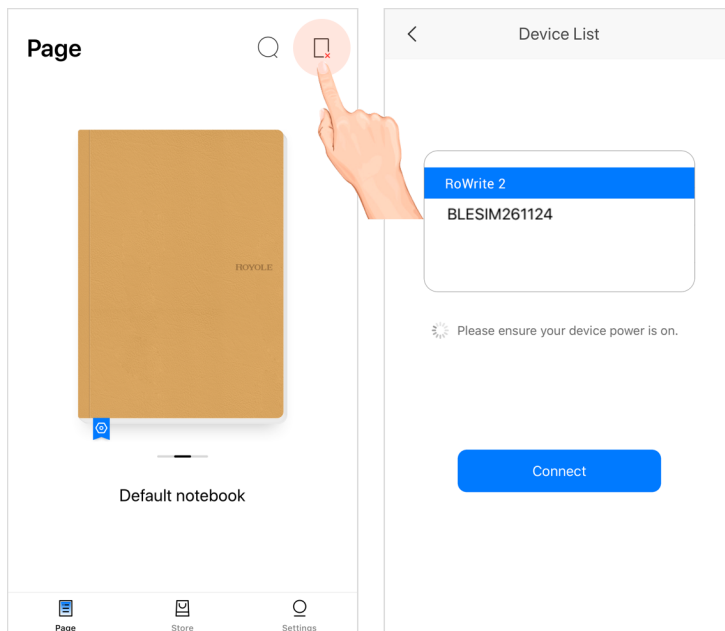 Page
ROYOLE
Default notebook
Page
Store
Settings
Device List
RoWrite 2
BLESIM261124
Please ensure your device power is on.
Connect